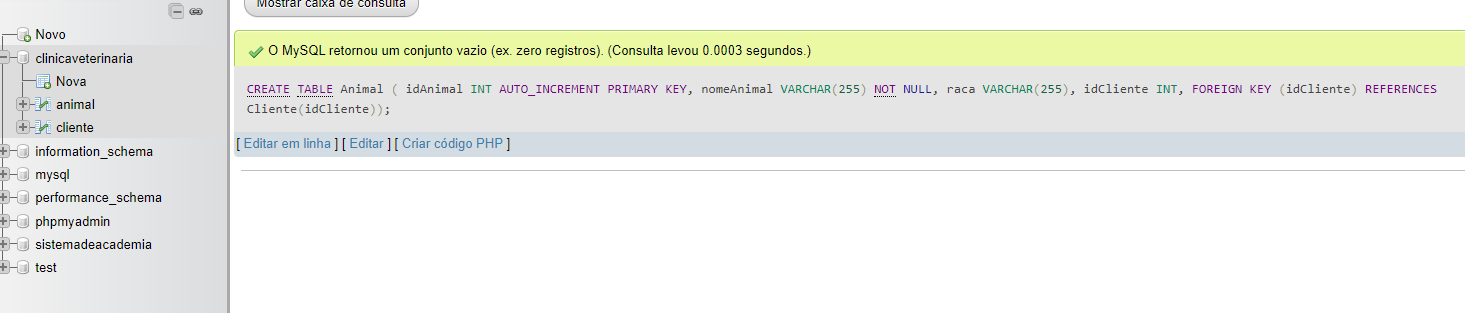 Mostrar caixa de consulta
Novo
clinicaveterinaria
Nova
animal
cliente
information_schema
mysql
performance_schema
phpmyadmin
sistemadeacademia
test
O MySQL retornou um conjunto vazio (ex. zero registros). (Consulta levou 0.0003 segundos.)
CREATE TABLE Animal ( idAnimal INT AUTO_INCREMENT PRIMARY KEY, nomeAnimal VARCHAR(255) NOT NULL, raca VARCHAR(255), idCliente INT, FOREIGN KEY (idCliente) REFERENCES
Cliente(idCliente));
[ Editar em linha ] [ Editar ] [ Criar código PHP ]